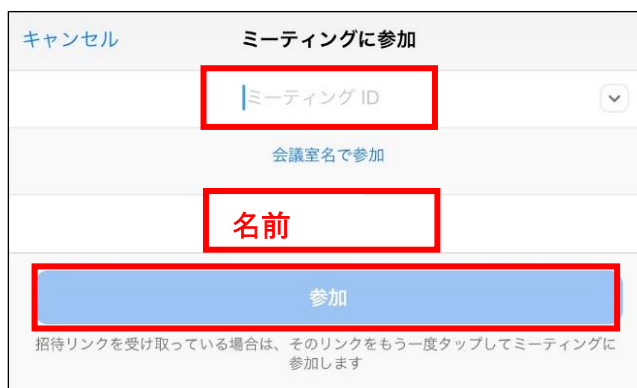 キャンセル ミーティングに参加
ミーティング ID
会議室名で参加
名前
参加
招待リンクを受け取っている場合は、そのリンクをもう一度タップしてミーティングに
参加します